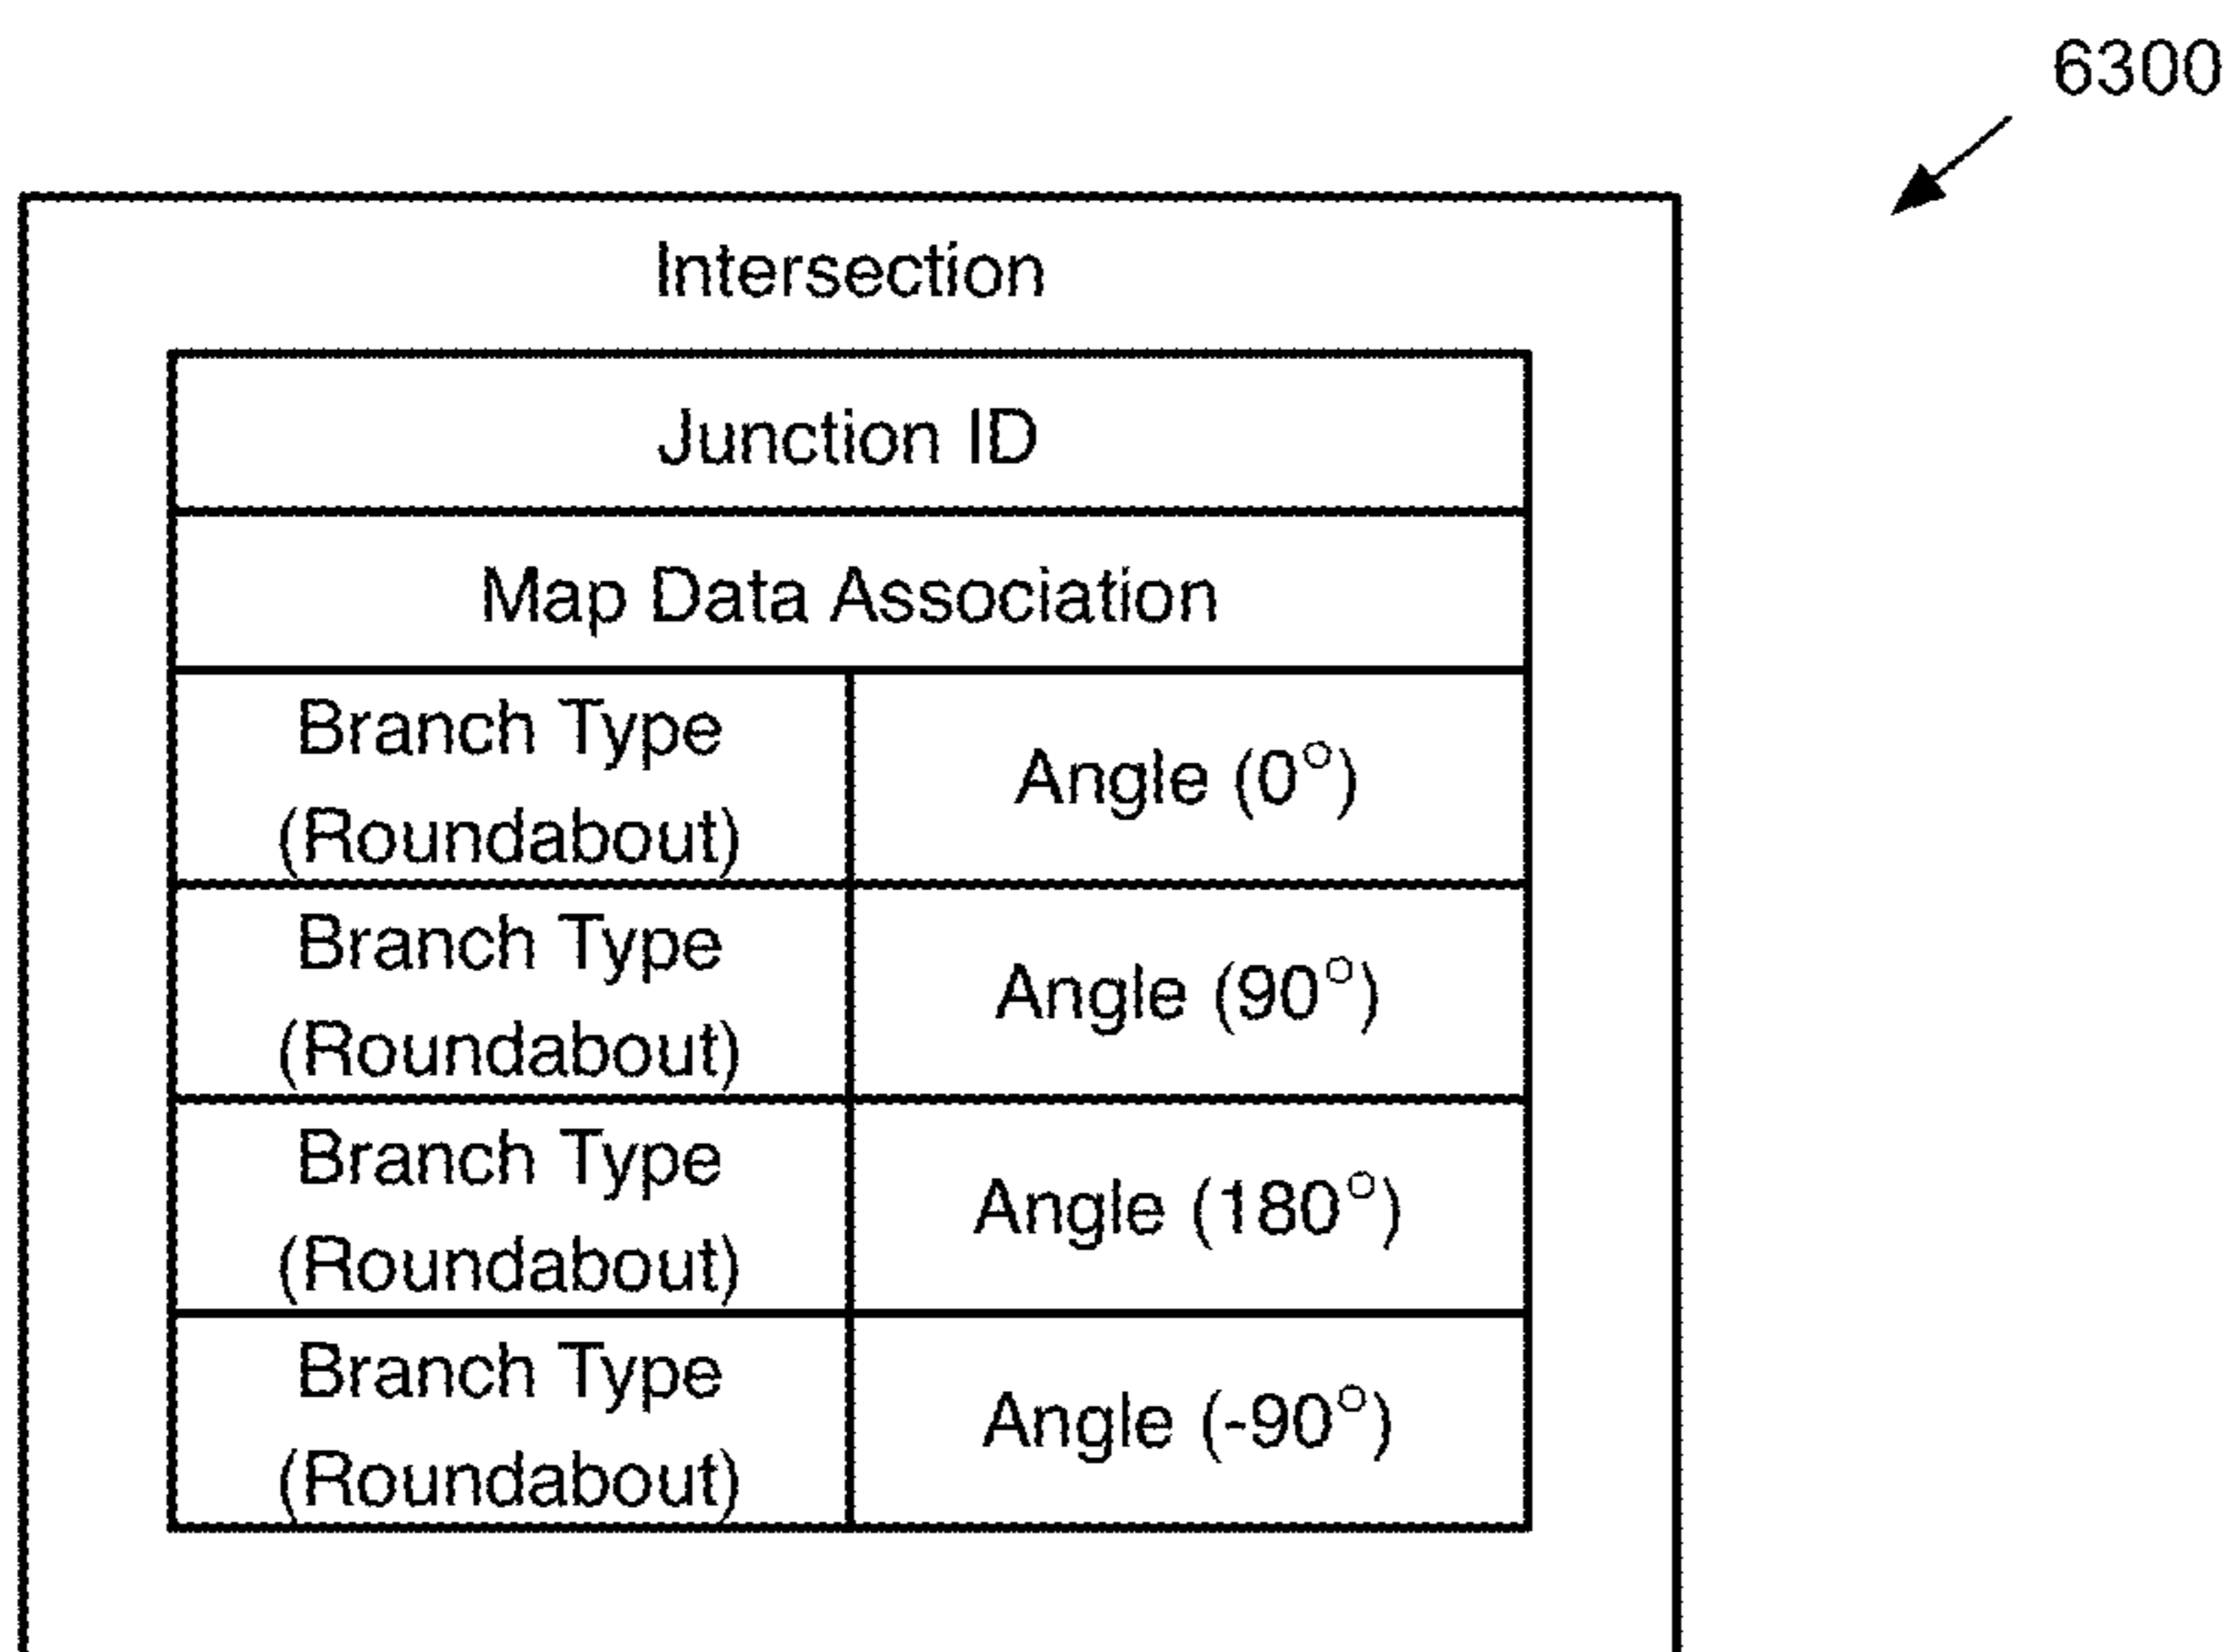 6300
Intersection
Junction ID
Map Data Association
Branch Type
(Roundabout)
Angle (0°)
Branch Type
(Roundabout)
Angle (90°)
Branch Type
(Roundabout)
Angle (180°)
Branch Type
(Roundabout)
Angle (-90°)